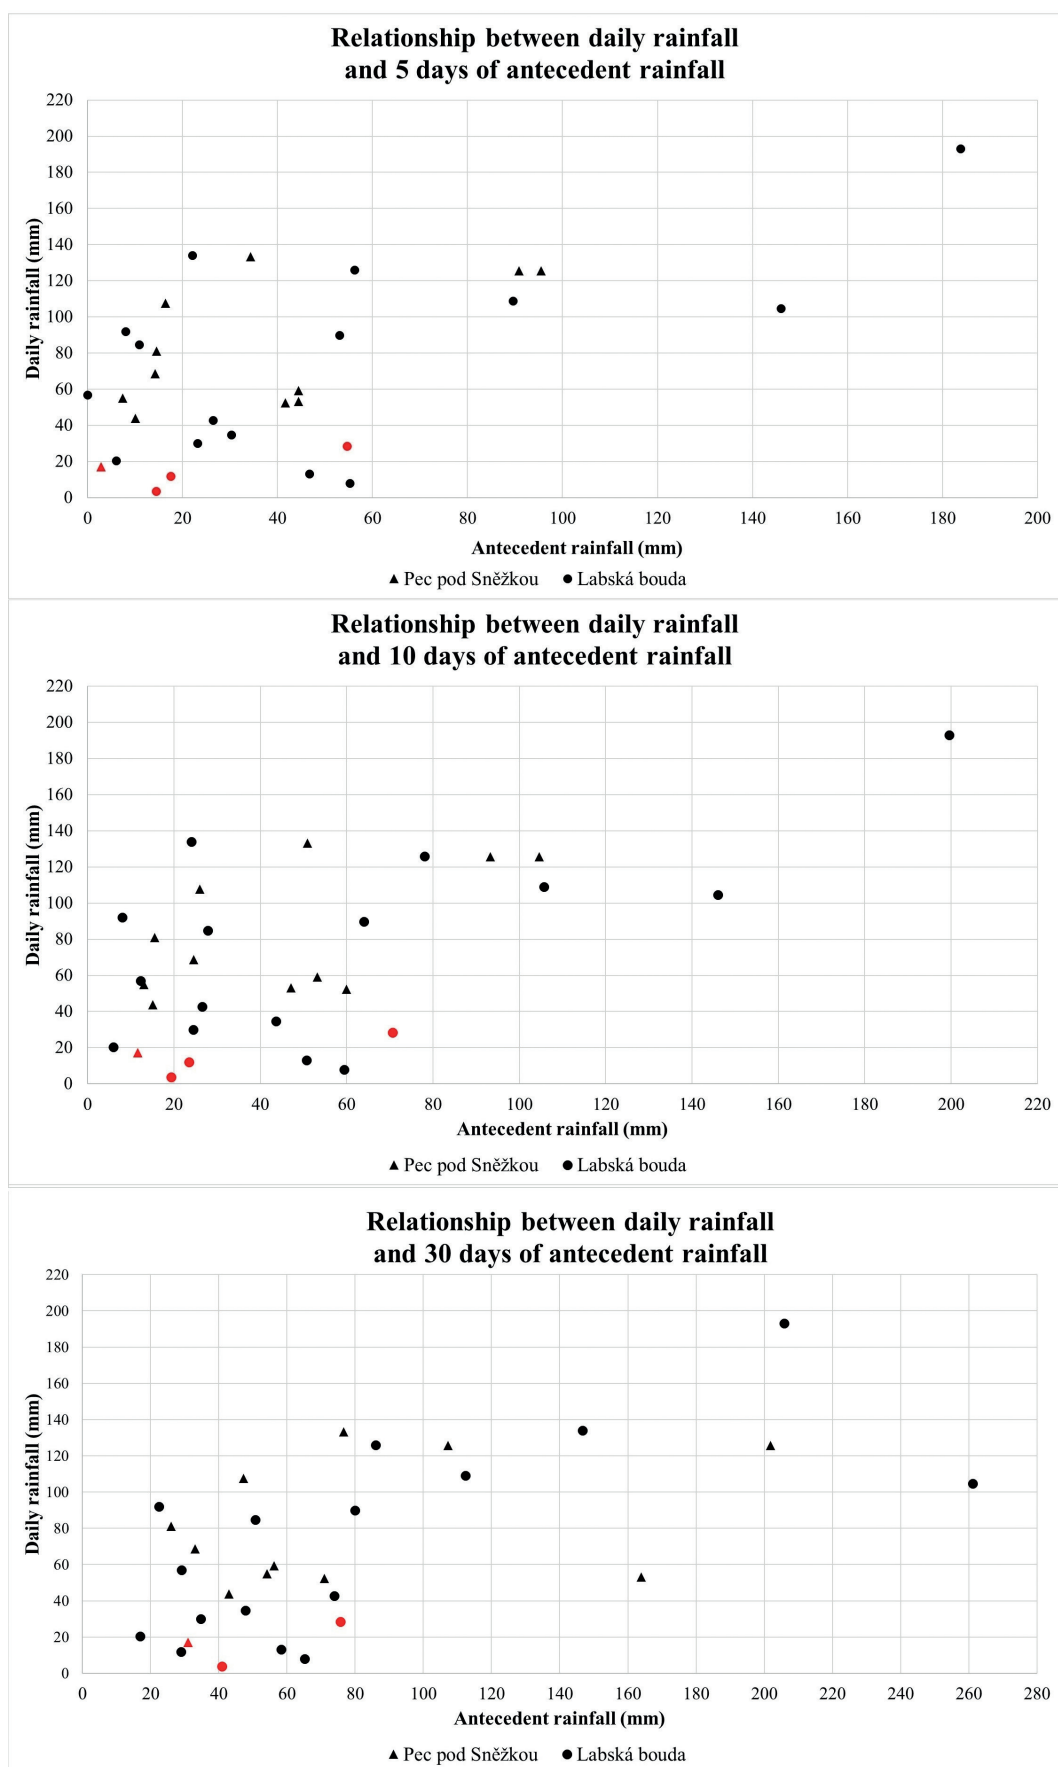 Relationship between daily rainfall
and 5 days of antecedent rainfall
220
200
180
160
140
120
100
80
60
40
20
0
Daily rainfall (mm)
0 20 40 60 80 100 120 140 160 180 200
Antecedent rainfall (mm)
Pec pod Sněžkou Labská bouda
Relationship between daily rainfall
and 10 days of antecedent rainfall
220
200
180
160
140
120
100
80
60
40
20
0
Daily rainfall (mm)
0 20 40 60 80 100 120 140 160 180 200 220
Antecedent rainfall (mm)
Pec pod Sněžkou Labská bouda
Relationship between daily rainfall
and 30 days of antecedent rainfall
220
200
180
160
140
120
100
80
60
40
20
0
Daily rainfall (mm)
0 20 40 60 80 100 120 140 160 180 200 220 240 260 280
Antecedent rainfall (mm)
Pec pod Sněžkou Labská bouda